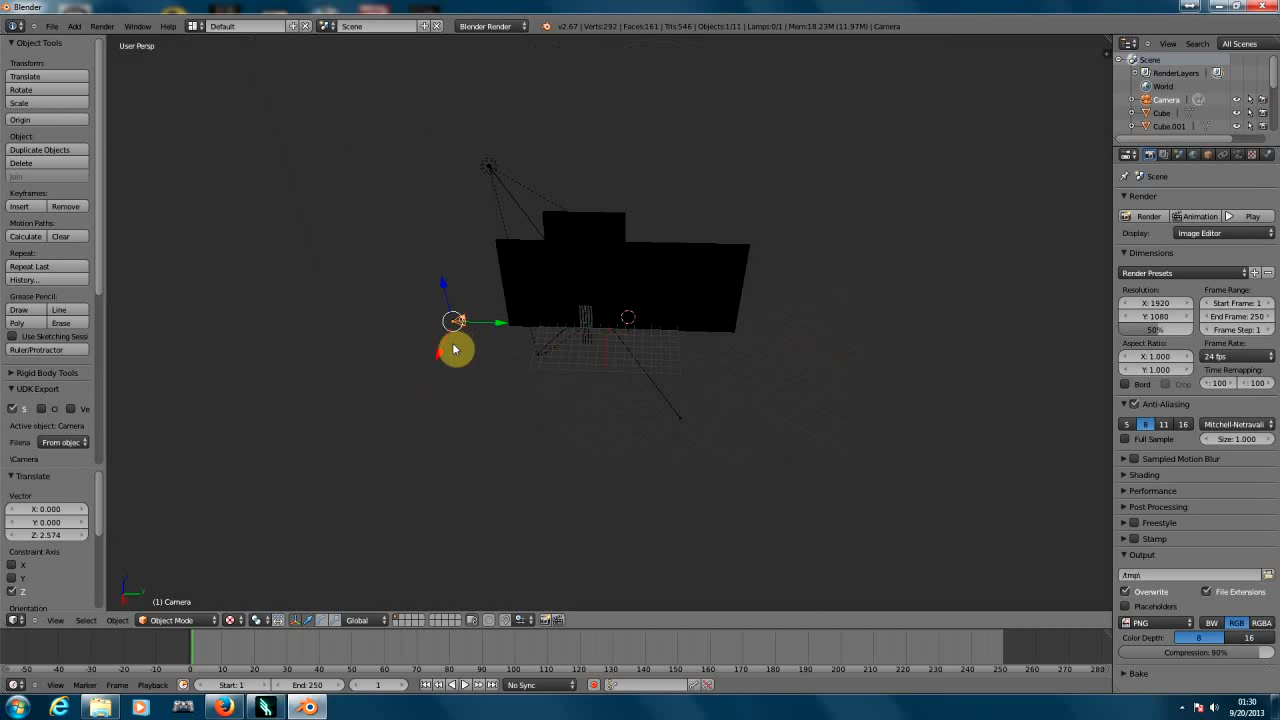 Blender
File Add Render Window Help Default Scene Blender Render v2.67 | Verts:292 | Faces:161 | Tris:546 | Objects:1/11 | Lamps:0/1 | Mem:18.23M (11.97M) | Camera
Object Tools
Transform:
Translate
Rotate
Scale
Origin
Object:
Duplicate Objects
Delete
Join
Keyframes:
Insert Remove
Motion Paths:
Calculate Clear
Repeat:
Repeat Last
History...
Grease Pencil:
Draw Line
Poly Erase
Use Sketching Sessi
Ruler/Protractor
Rigid Body Tools
UDK Export
S Cl Ve
Active object: Camera
Filena From objec
\Camera
Translate
Vector
X: 0.000
Y: 0.000
Z: 2.574
Constraint Axis
X
Y
Z
Orientation
User Persp
(1) Camera
View Select Object Object Mode Global
View Search All Scenes
Scene
RenderLayers
World
Camera
Cube
Cube.001
Scene
Render
Render Animation Play
Display: Image Editor
Dimensions
Render Presets
Resolution: Frame Range:
X: 1920 Start Frame: 1
Y: 1080 End Frame: 250
50% Frame Step: 1
Aspect Ratio: Frame Rate:
X: 1.000 24 fps
Y: 1.000 Time Remapping:
Bord Crop : 100 : 100
Anti-Aliasing
5 8 11 16 Mitchell-Netravali
Full Sample Size: 1.000
Sampled Motion Blur
Shading
Performance
Post Processing
Freestyle
Stamp
Output
/tmp\
Overwrite File Extensions
Placeholders
PNG BW RGB RGBA
Color Depth: 8 16
Compression: 90%
Bake
-50 -40 -30 -20 -10 0 10 20 30 40 50 60 70 80 90 100 110 120 130 140 150 160 170 180 190 200 210 220 230 240 250 260 270 280
View Marker Frame Playback Start: 1 End: 250 1 No Sync
01:30
9/20/2013